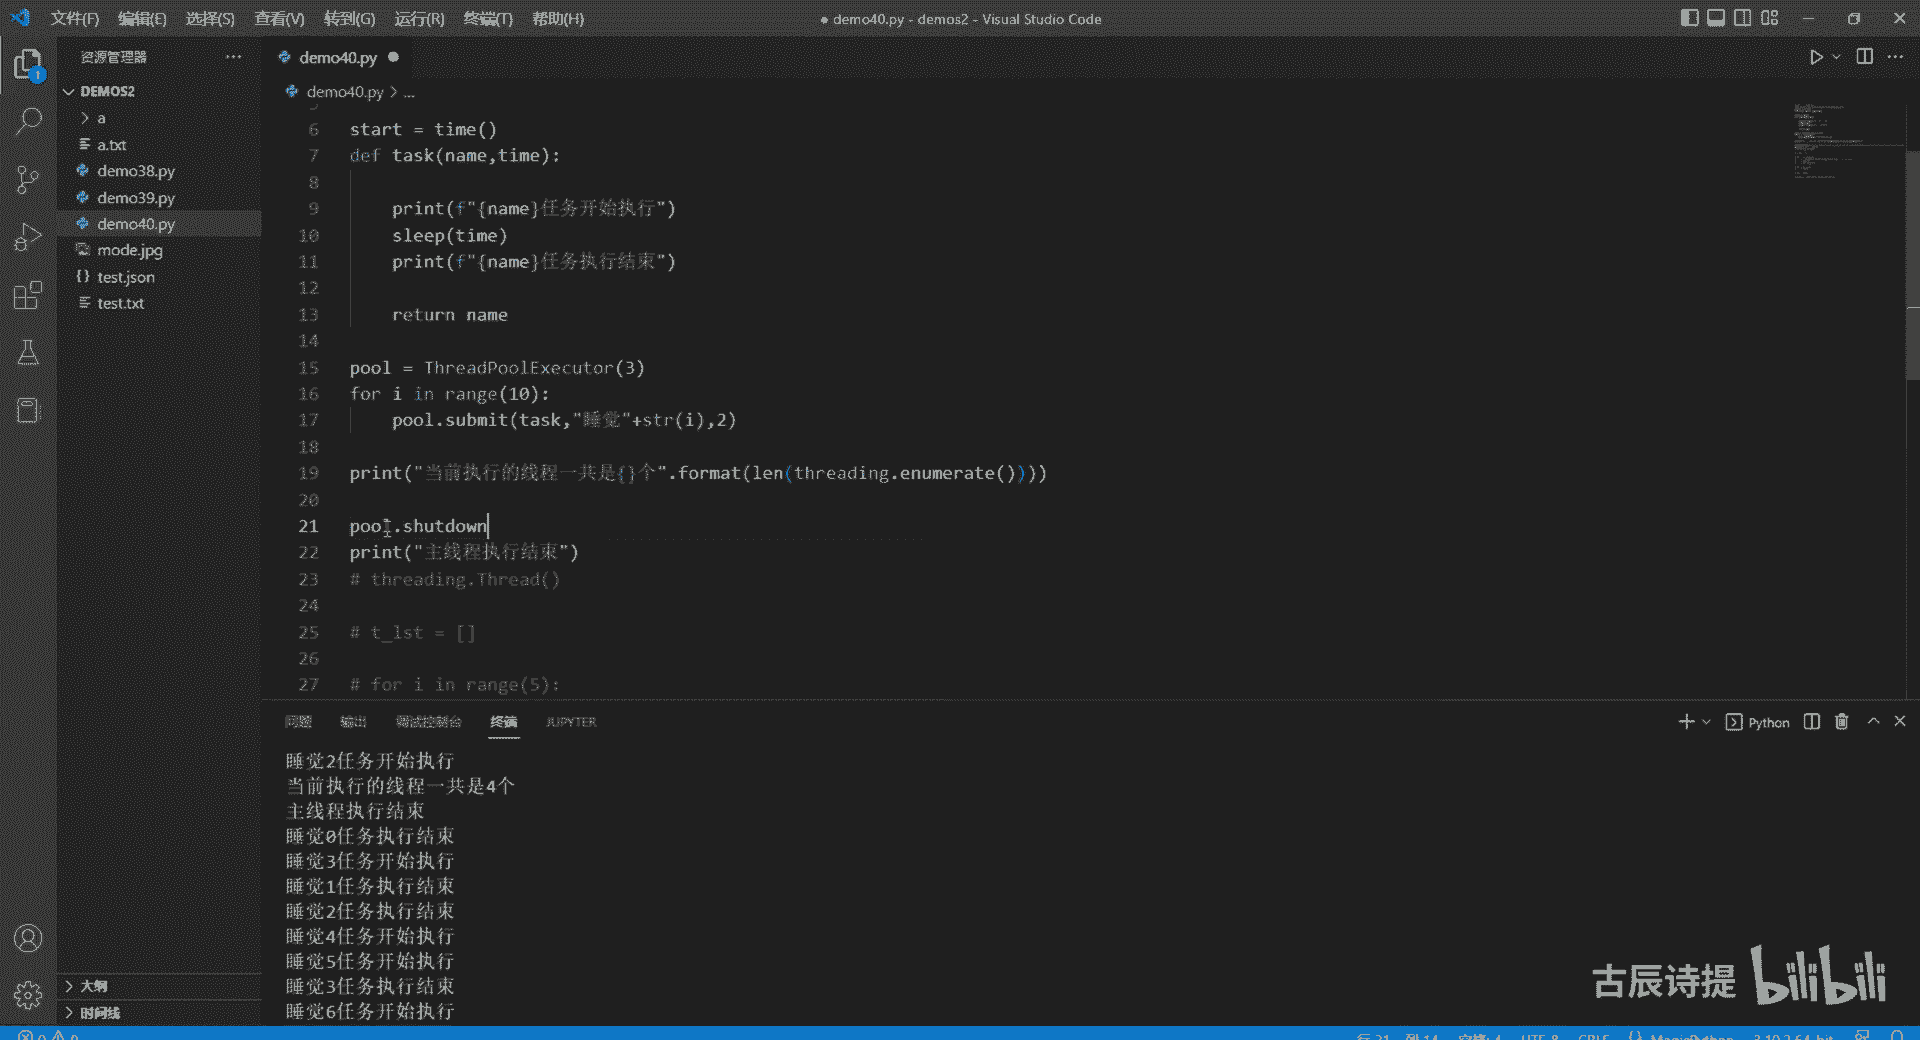 文件(F) 编辑(E) 选择(S) 查看(V) 转到(G) 运行(R) 终端(T) 帮助(H)
● demo40.py - demos2 - Visual Studio Code
资源管理器
DEMOS2
a
a.txt
demo38.py
demo39.py
demo40.py
mode.jpg
test.json
test.txt
大纲
时间线
demo40.py
demo40.py > ...
6 start = time()
7 def task(name,time):
8
9 print(f"{name}任务开始执行")
10 sleep(time)
11 print(f"{name}任务执行结束")
12
13 return name
14
15 pool = ThreadPoolExecutor(3)
16 for i in range(10):
17 pool.submit(task,"睡觉"+str(i),2)
18
19 print("当前执行的线程一共是{}个".format(len(threading.enumerate())))
20
21 pool.shutdown
22 print("主线程执行结束")
23 # threading.Thread()
24
25 # t_lst = []
26
27 # for i in range(5):
问题 输出 调试控制台 终端 JUPYTER
Python
睡觉2任务开始执行
当前执行的线程一共是4个
主线程执行结束
睡觉0任务执行结束
睡觉3任务开始执行
睡觉1任务执行结束
睡觉2任务执行结束
睡觉4任务开始执行
睡觉5任务开始执行
睡觉3任务执行结束
睡觉6任务开始执行
古辰诗提 bilibili